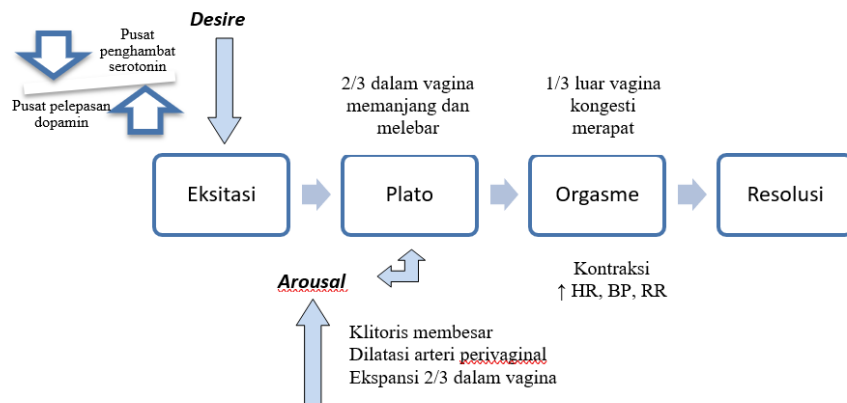 Desire
Pusat
penghambat
serotonin
Pusat pelepasan
dopamin
2/3 dalam vagina
memanjang dan
melebar
1/3 luar vagina
kongesti
merapat
Eksitasi
Plato
Orgasme
Resolusi
Arousal
Kontraksi
↑ HR, BP, RR
Klitoris membesar
Dilatasi arteri perivaginal
Ekspansi 2/3 dalam vagina